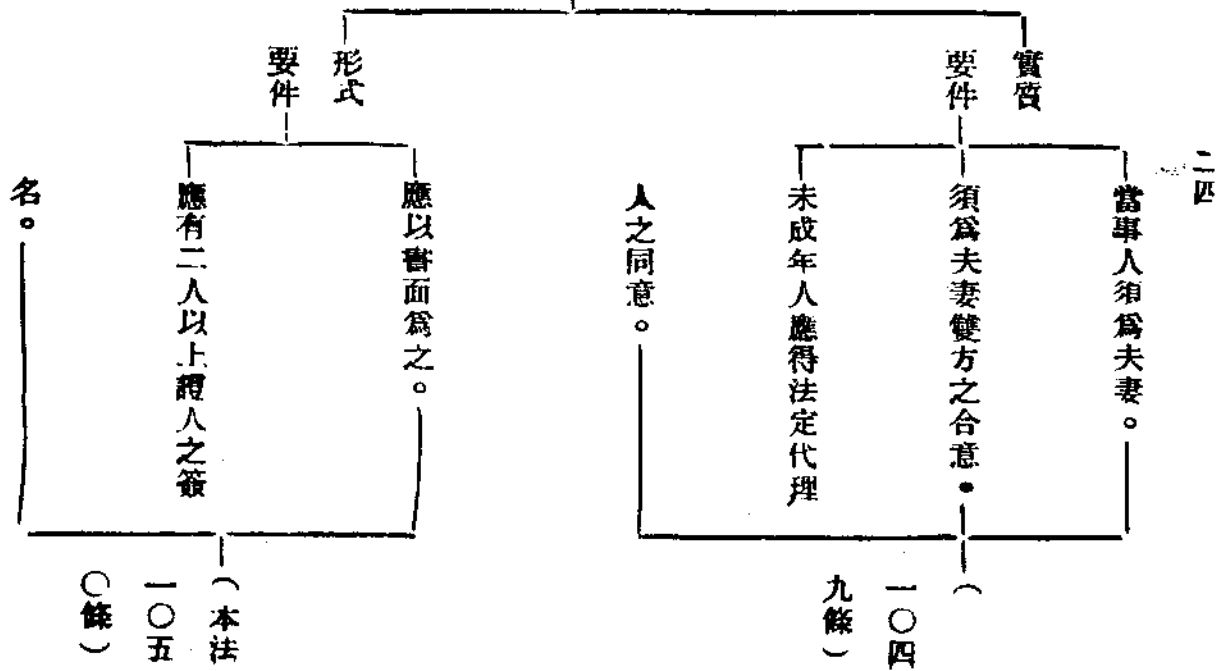 二四
實質
要件
當事人須爲夫妻。
須爲夫妻雙方之合意。
未成年人應得法定代理
人之同意。
（
一〇四
九條）
形式
要件
應以書面爲之。
應有二人以上證人之簽
名。
（本法
一〇五
〇條）